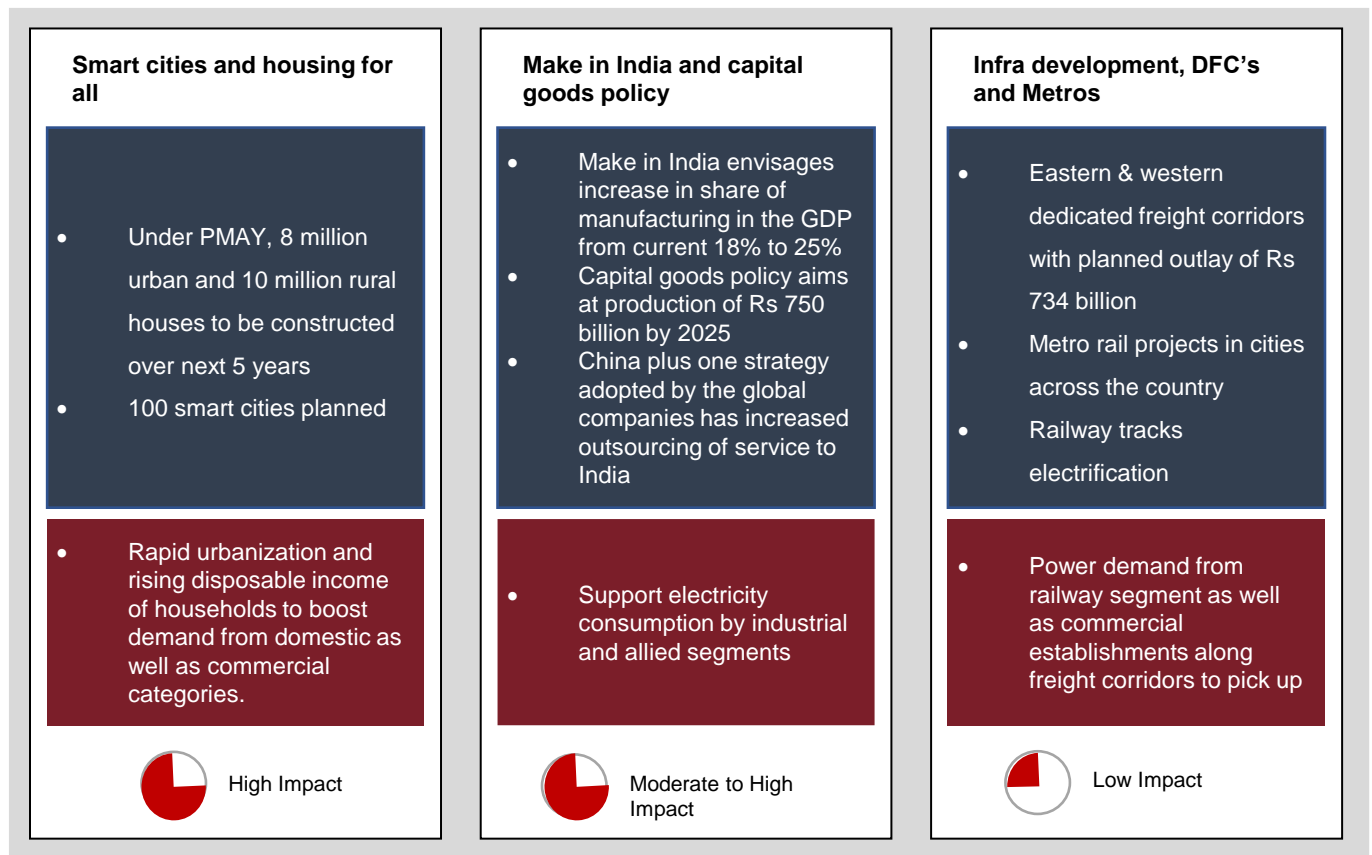 Smart cities and housing for
all
• Under PMAY, 8 million
urban and 10 million rural
houses to be constructed
over next 5 years
• 100 smart cities planned
• Rapid urbanization and
rising disposable income
of households to boost
demand from domestic as
well as commercial
categories.
High Impact
Make in India and capital
goods policy
• Make in India envisages
increase in share of
manufacturing in the GDP
from current 18% to 25%
• Capital goods policy aims
at production of Rs 750
billion by 2025
• China plus one strategy
adopted by the global
companies has increased
outsourcing of service to
India
• Support electricity
consumption by industrial
and allied segments
Moderate to High
Impact
Infra development, DFC's
and Metros
• Eastern & western
dedicated freight corridors
with planned outlay of Rs
734 billion
• Metro rail projects in cities
across the country
• Railway tracks
electrification
• Power demand from
railway segment as well
as commercial
establishments along
freight corridors to pick up
Low Impact